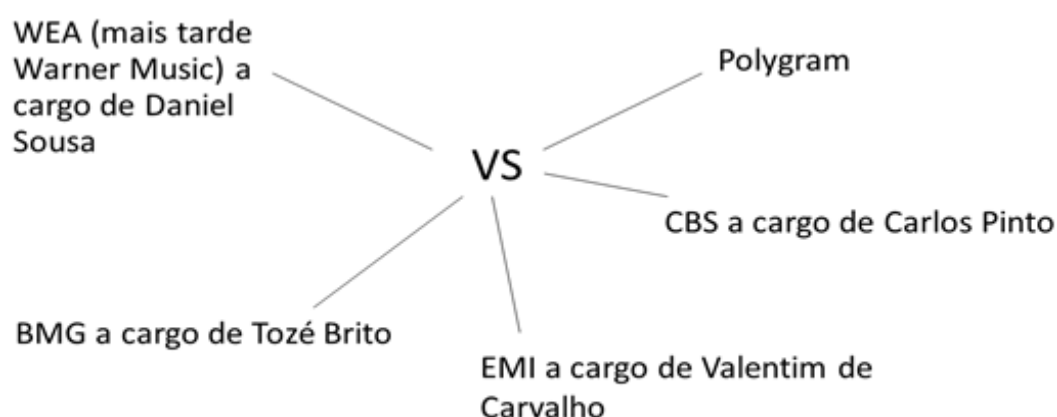 WEA (mais tarde
Warner Music) a
cargo de Daniel
Sousa
Polygram
VS
CBS a cargo de Carlos Pinto
BMG a cargo de Tozé Brito
EMI a cargo de Valentim de
Carvalho